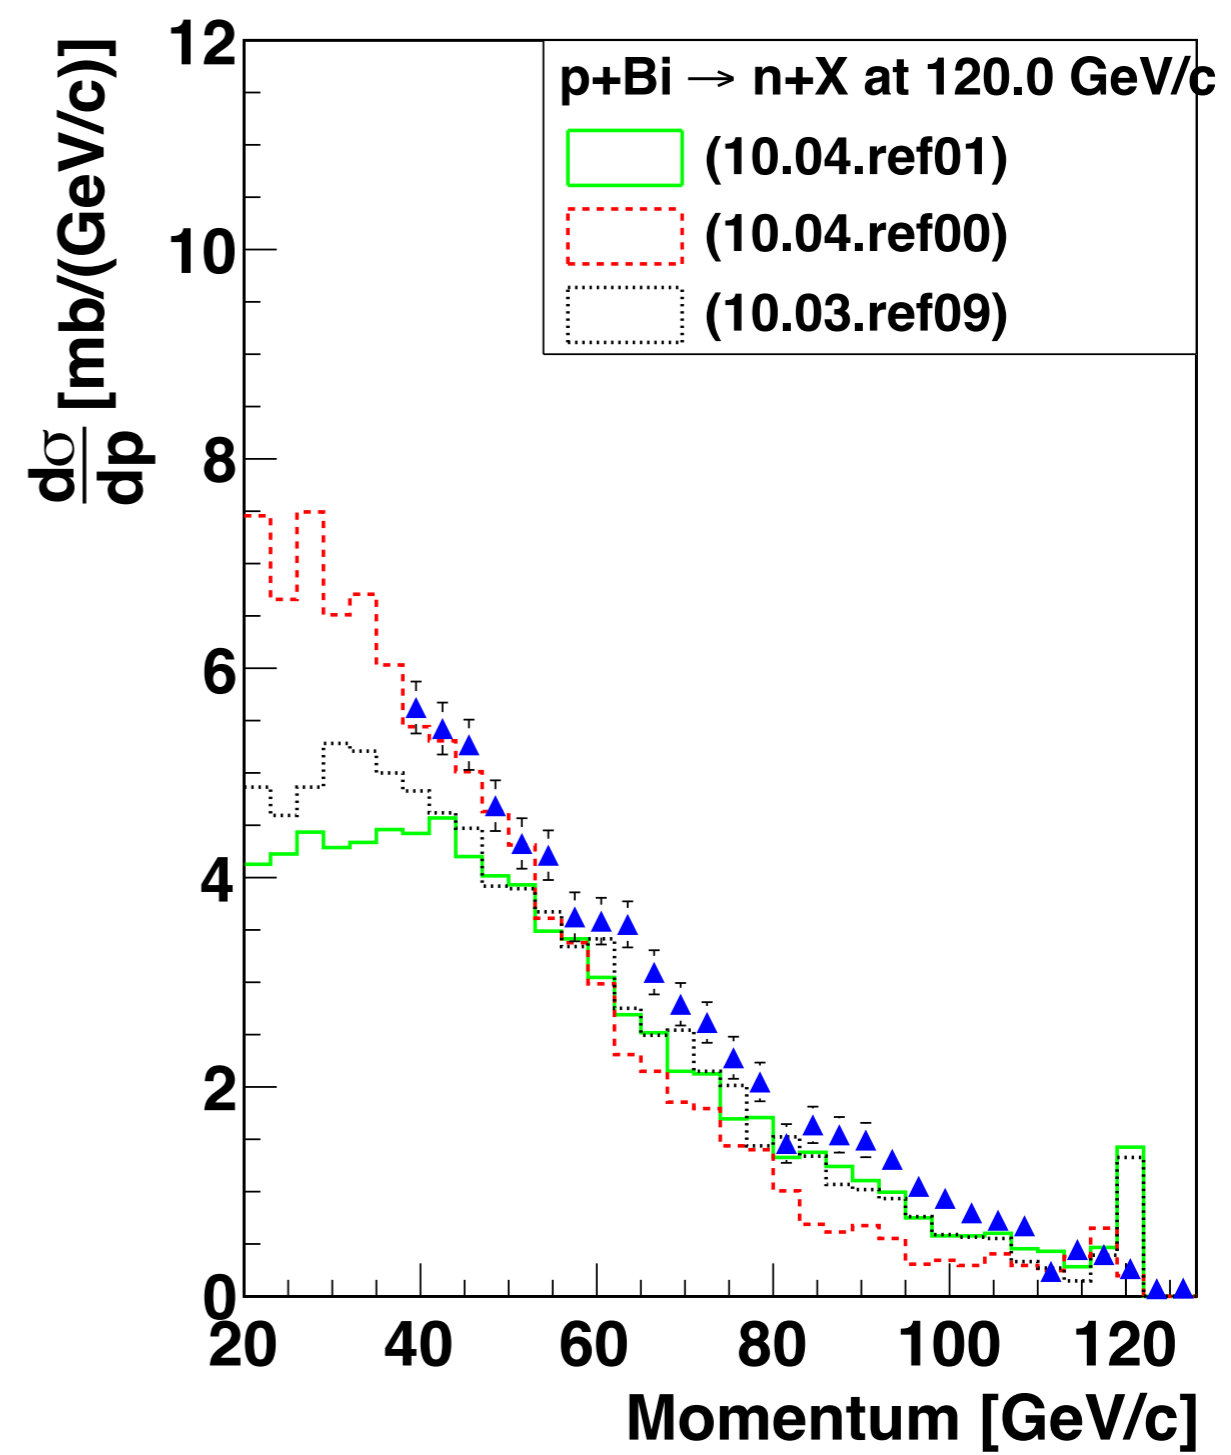 dσ/dp [mb/(GeV/c)]
12
10
8
6
4
2
0
p+Bi → n+X at 120.0 GeV/c
(10.04.ref01)
(10.04.ref00)
(10.03.ref09)
20 40 60 80 100 120
Momentum [GeV/c]